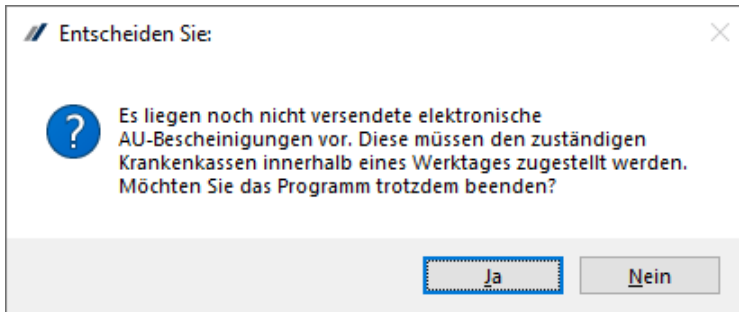 Entscheiden Sie:
Es liegen noch nicht versendete elektronische
AU-Bescheinigungen vor. Diese müssen den zuständigen
Krankenkassen innerhalb eines Werktages zugestellt werden.
Möchten Sie das Programm trotzdem beenden?
Ja
Nein